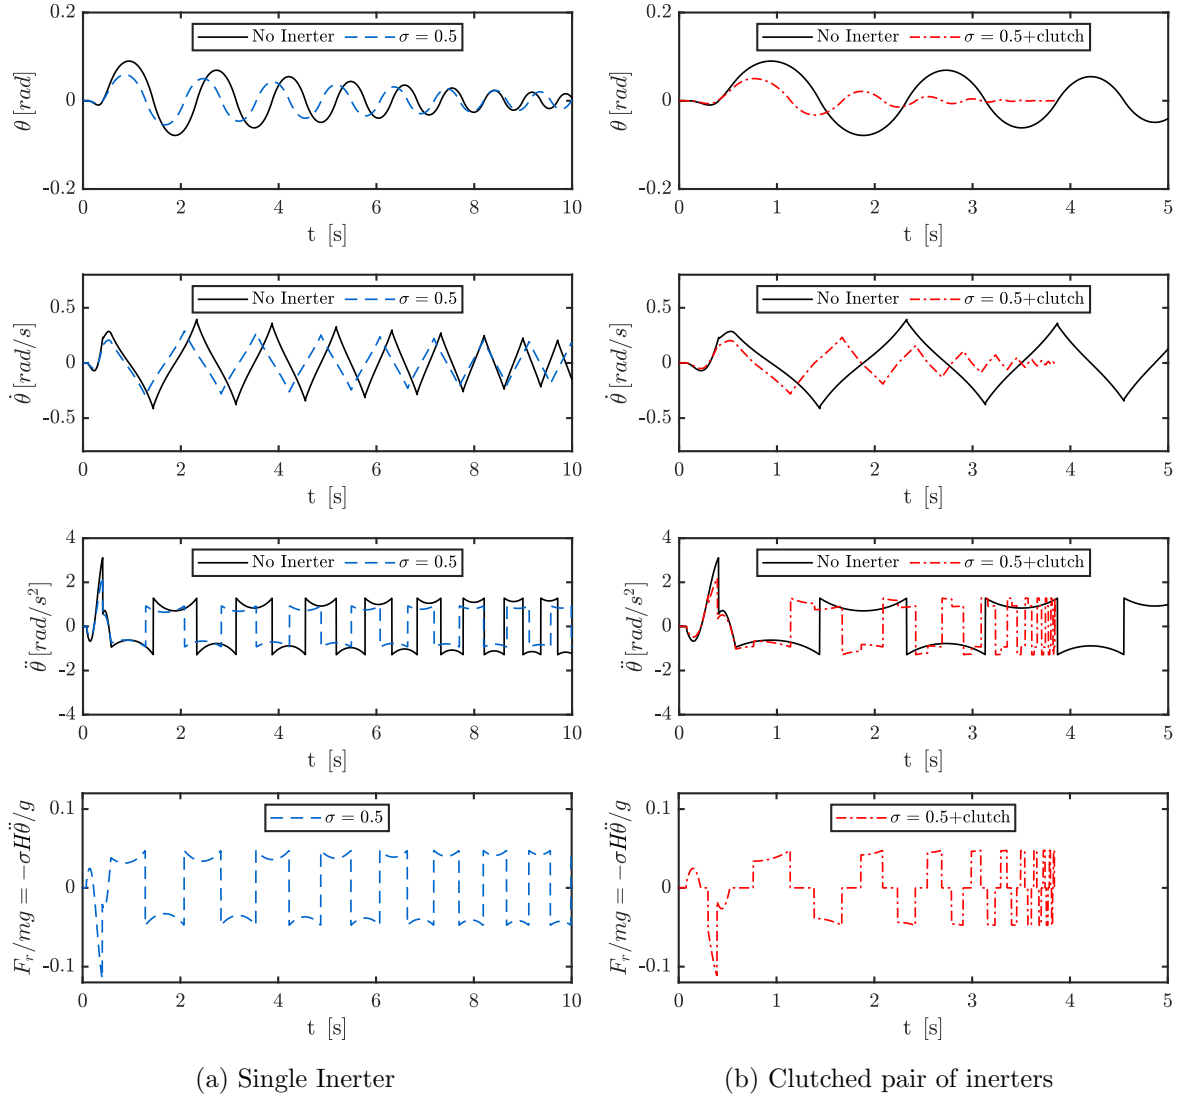 No Inerter σ = 0.5
θ [rad]
0.2
0
-0.2
0 2 4 6 8 10
t [s]
No Inerter σ = 0.5+clutch
θ [rad]
0.2
0
-0.2
0 1 2 3 4 5
t [s]
No Inerter σ = 0.5
θ̇ [rad/s]
0.5
0
-0.5
0 2 4 6 8 10
t [s]
No Inerter σ = 0.5+clutch
θ̇ [rad/s]
0.5
0
-0.5
0 1 2 3 4 5
t [s]
No Inerter σ = 0.5
θ̈ [rad/s²]
4
2
0
-2
-4
0 2 4 6 8 10
t [s]
No Inerter σ = 0.5+clutch
θ̈ [rad/s²]
4
2
0
-2
-4
0 1 2 3 4 5
t [s]
σ = 0.5
F_r/mg = −σHθ̈/g
0.1
0
-0.1
0 2 4 6 8 10
t [s]
σ = 0.5+clutch
F_r/mg = −σHθ̈/g
0.1
0
-0.1
0 1 2 3 4 5
t [s]
(a) Single Inerter
(b) Clutched pair of inerters